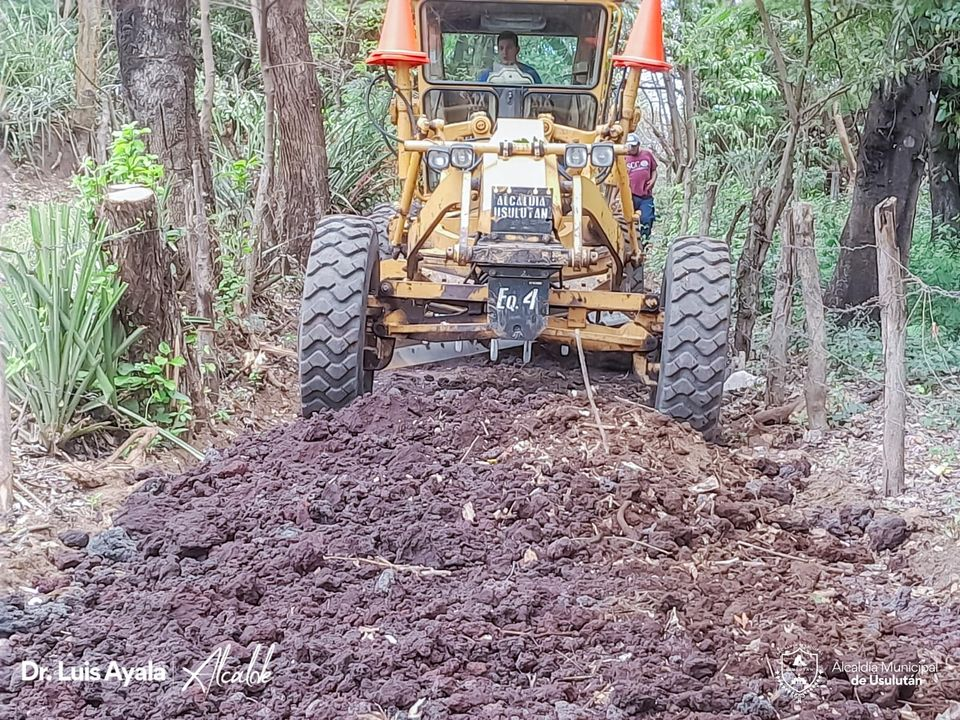 ALCALDIA
USULUTAN
Eq. 4
Dr. Luis Ayala
Alcalde
Alcaldía Municipal
de Usulután